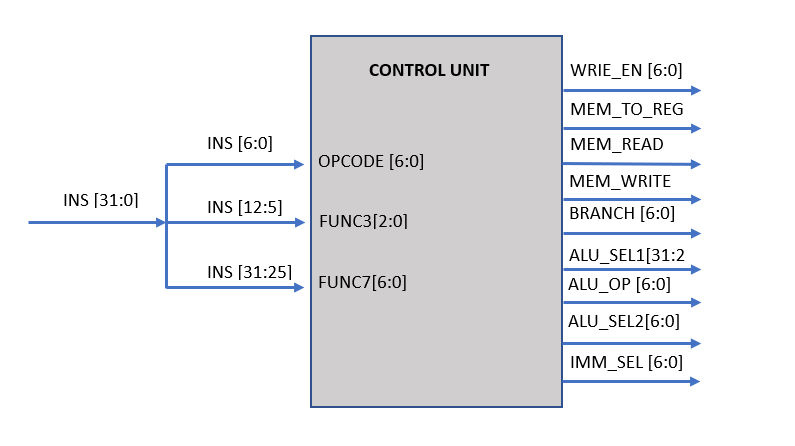 CONTROL UNIT
WRIE_EN [6:0]
MEM_TO_REG
MEM_READ
MEM_WRITE
BRANCH [6:0]
ALU_SEL1[31:2
ALU_OP [6:0]
ALU_SEL2[6:0]
IMM_SEL [6:0]
INS [6:0]
OPCODE [6:0]
INS [31:0]
INS [12:5]
FUNC3[2:0]
INS [31:25]
FUNC7[6:0]